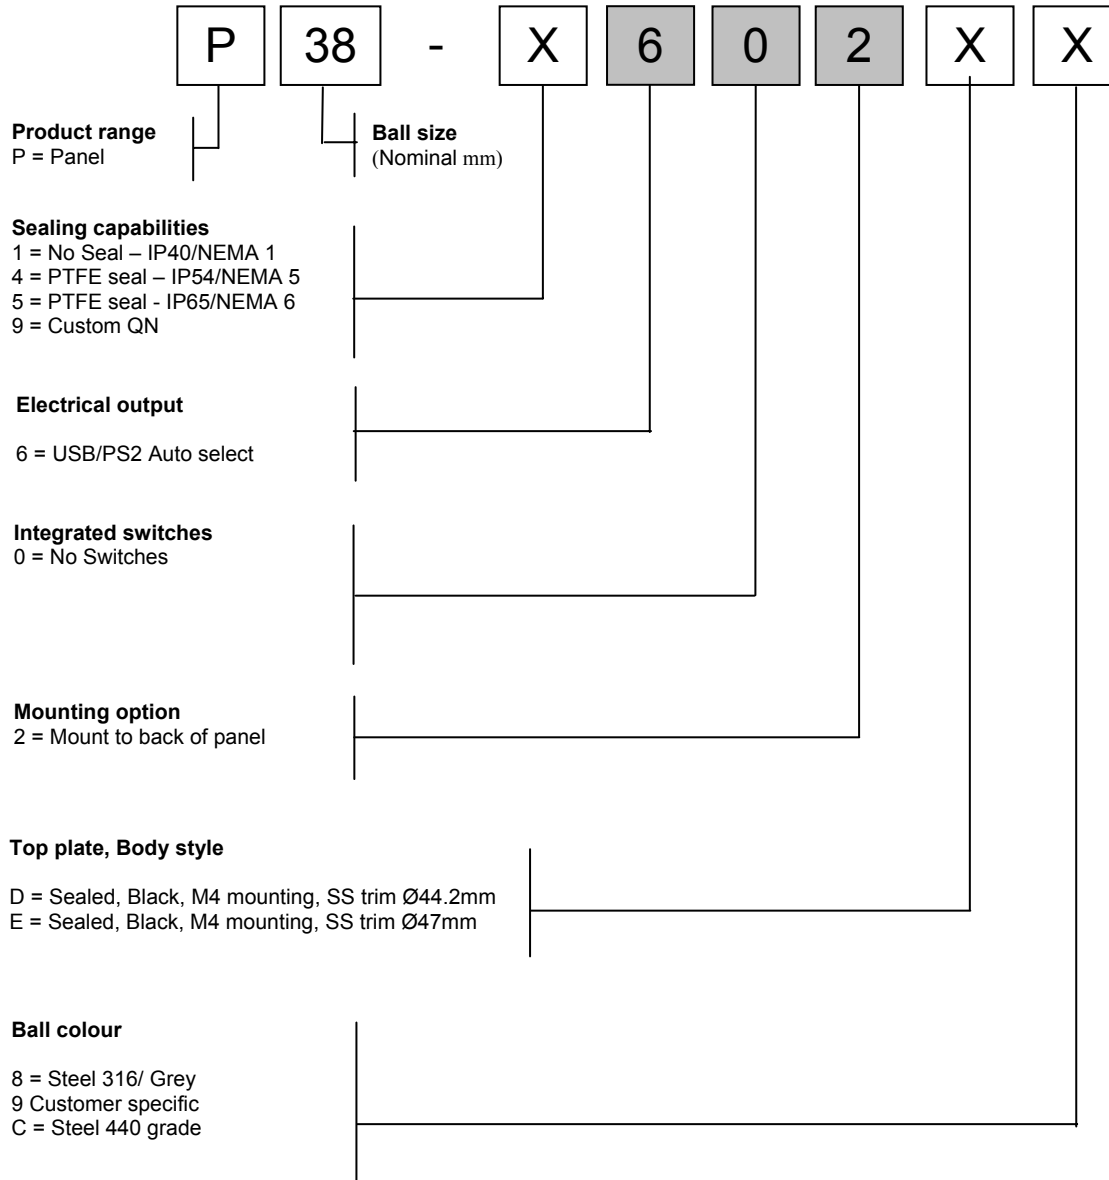 P 38 - X 6 0 2 X X
Product range
P = Panel
Ball size
(Nominal mm)
Sealing capabilities
1 = No Seal – IP40/NEMA 1
4 = PTFE seal – IP54/NEMA 5
5 = PTFE seal - IP65/NEMA 6
9 = Custom QN
Electrical output
6 = USB/PS2 Auto select
Integrated switches
0 = No Switches
Mounting option
2 = Mount to back of panel
Top plate, Body style
D = Sealed, Black, M4 mounting, SS trim Ø44.2mm
E = Sealed, Black, M4 mounting, SS trim Ø47mm
Ball colour
8 = Steel 316/ Grey
9 Customer specific
C = Steel 440 grade